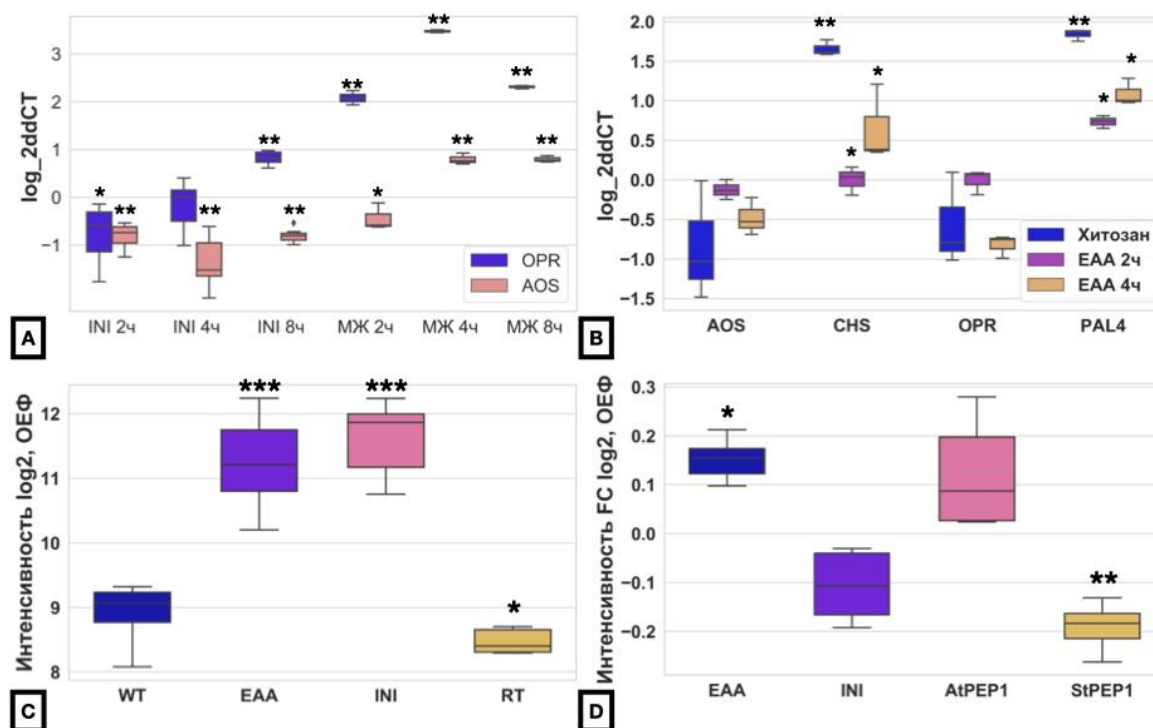 log_2ddCT
3
2
1
0
−1
** ** ** ** ** * ** ** ** ** *
OPR
AOS
INI 2ч INI 4ч INI 8ч МЖ 2ч МЖ 4ч МЖ 8ч
A
log_2ddCT
2.0
1.5
1.0
0.5
0.0
−0.5
−1.0
−1.5
** ** * * * *
Хитозан
EAA 2ч
EAA 4ч
AOS CHS OPR PAL4
B
Интенсивность log2, ОЕФ
12
11
10
9
8
*** *** *
WT EAA INI RT
C
Интенсивность FC log2, ОЕФ
0.3
0.2
0.1
0.0
−0.1
−0.2
* **
EAA INI AtPEP1 StPEP1
D